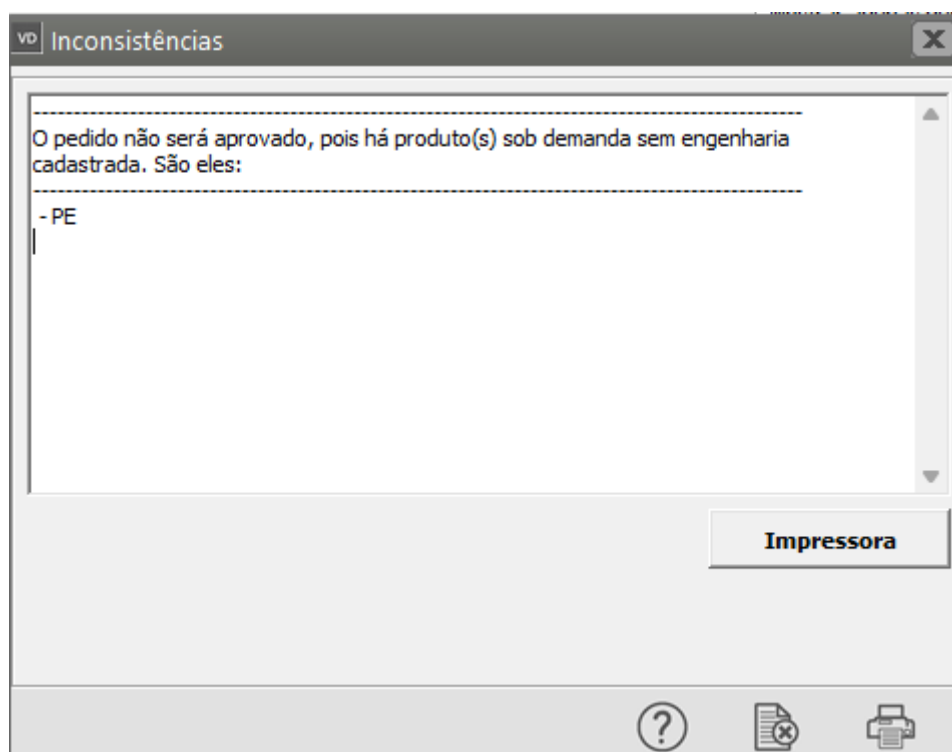 VD Inconsistências
--------------------------------------------------------------------------------
O pedido não será aprovado, pois há produto(s) sob demanda sem engenharia
cadastrada. São eles:
--------------------------------------------------------------------------------
- PE
Impressora